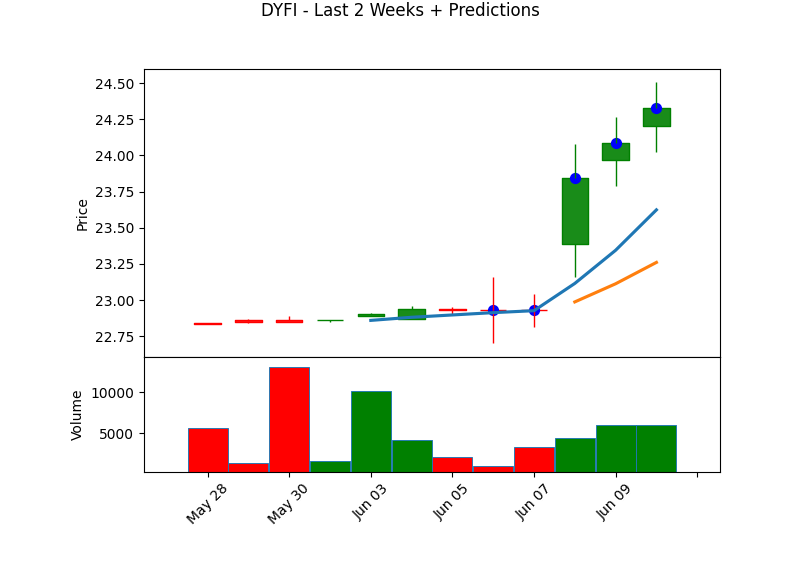 DYFI - Last 2 Weeks + Predictions
24.50
24.25
24.00
23.75
23.50
23.25
23.00
22.75
Price
10000
5000
Volume
May 28
May 30
Jun 03
Jun 05
Jun 07
Jun 09